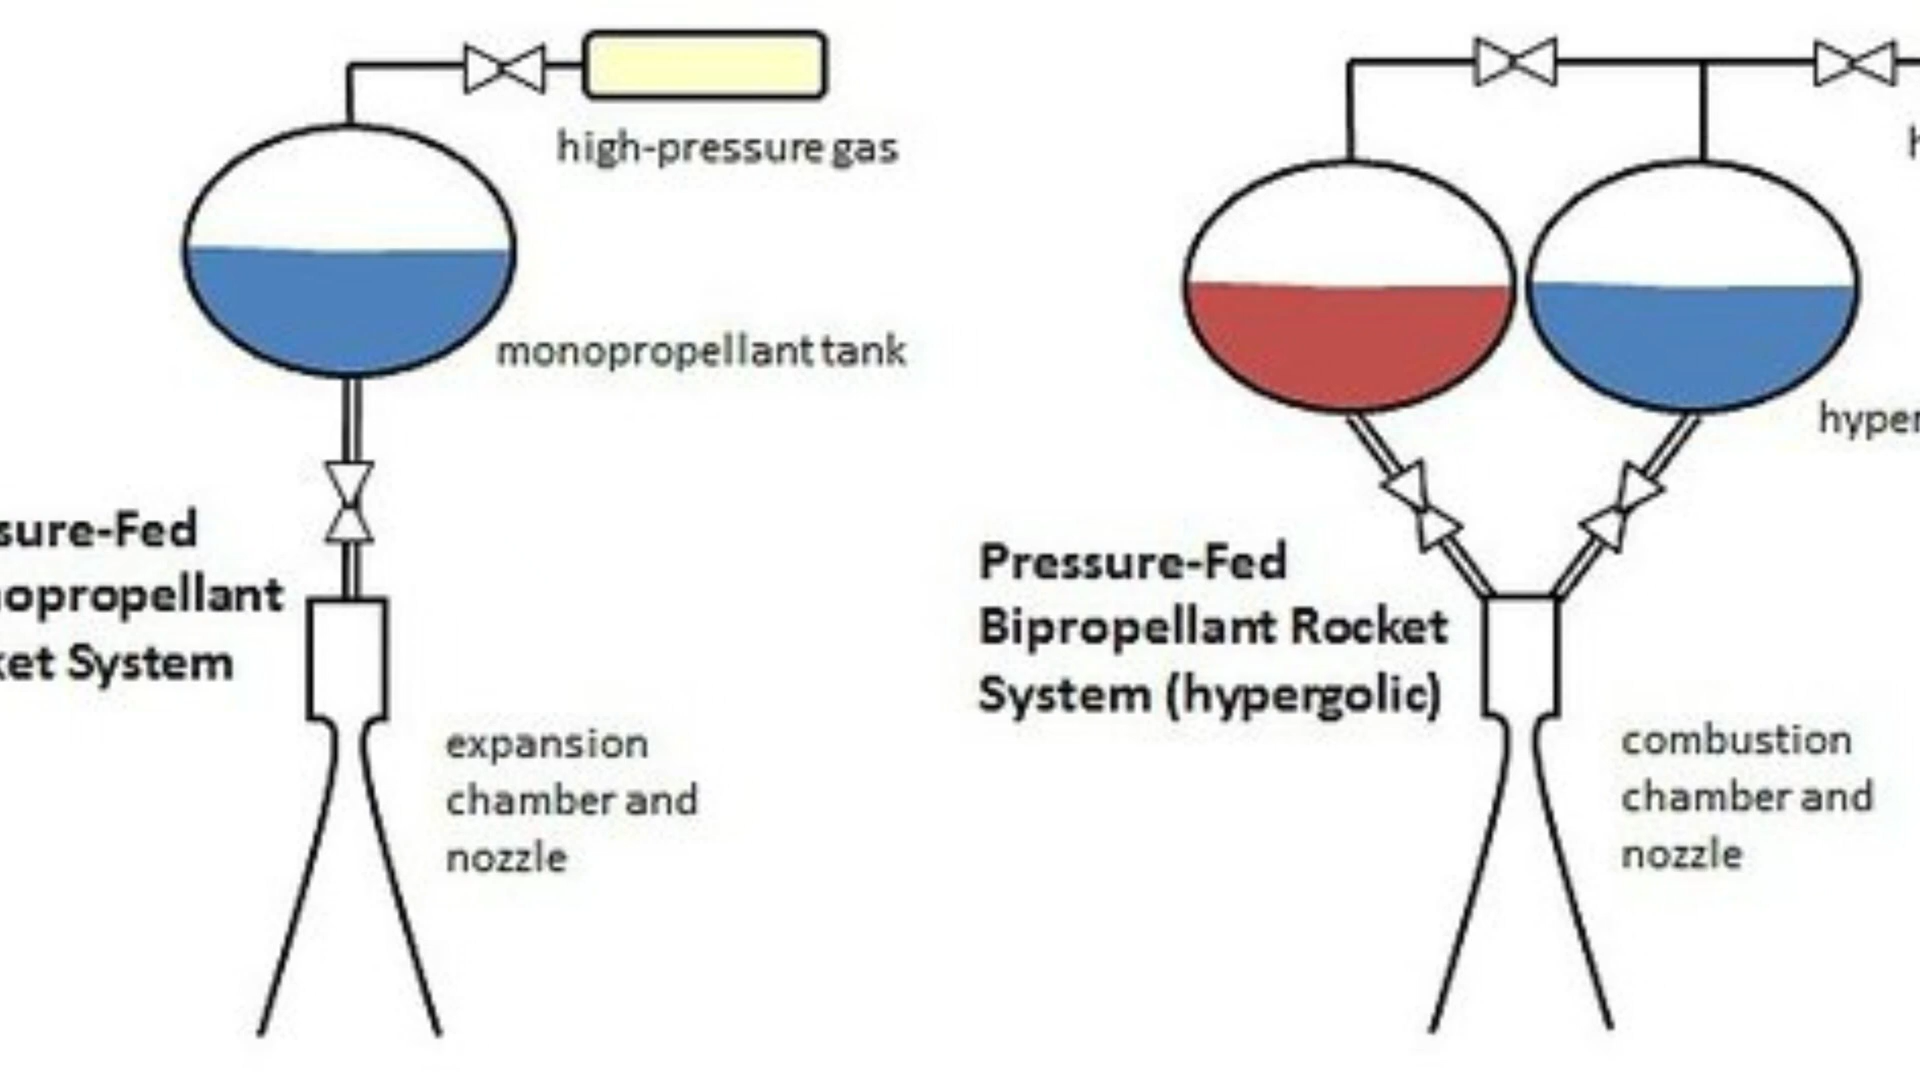 high-pressure gas
monopropellant tank
sure-Fed
opropellant
ket System
expansion
chamber and
nozzle
h
hyper
Pressure-Fed
Bipropellant Rocket
System (hypergolic)
combustion
chamber and
nozzle